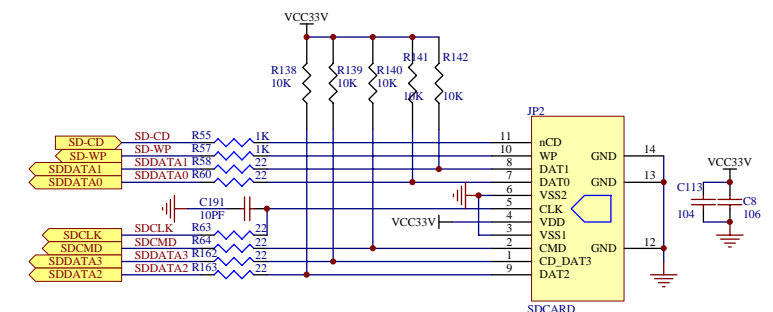 VCC33V
R138
10K
R139
10K
R140
10K
R141
10K
R142
10K
JP2
SD-CD SD-CD R55 1K 11 nCD
SD-WP SD-WP R57 1K 10 WP GND 14
SDDATA1 SDDATA1 R58 22 8 DAT1
SDDATA0 SDDATA0 R60 22 7 DAT0 GND 13
6 VSS2
C191
10PF
5 CLK
VCC33V 4 VDD
3 VSS1
SDCLK SDCLK R63 22
SDCMD SDCMD R64 22 2 CMD GND 12
SDDATA3 SDDATA3 R162 22 1 CD_DAT3
SDDATA2 SDDATA2 R163 22 9 DAT2
SDCARD
VCC33V
C113
104
C8
106